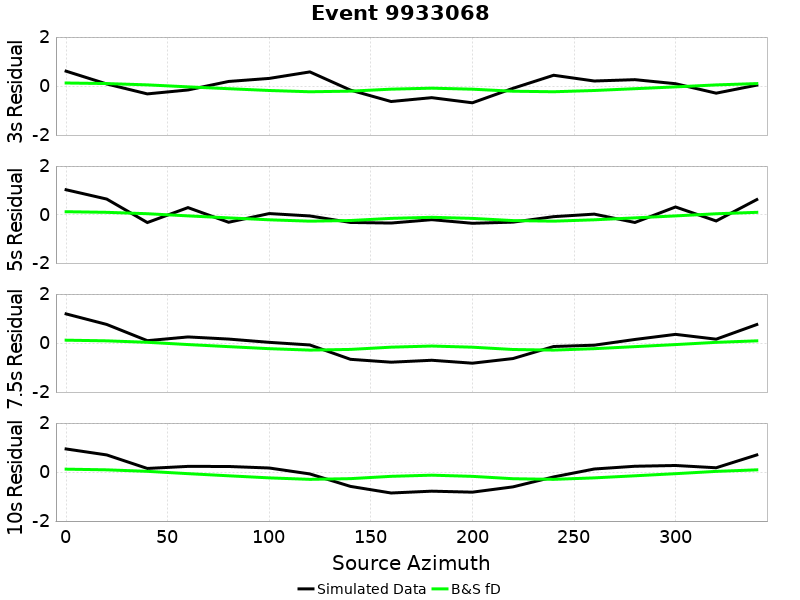 Event 9933068
3s Residual
2
0
-2
5s Residual
2
0
-2
7.5s Residual
2
0
-2
10s Residual
2
0
-2
0 50 100 150 200 250 300
Source Azimuth
Simulated Data B&S fD